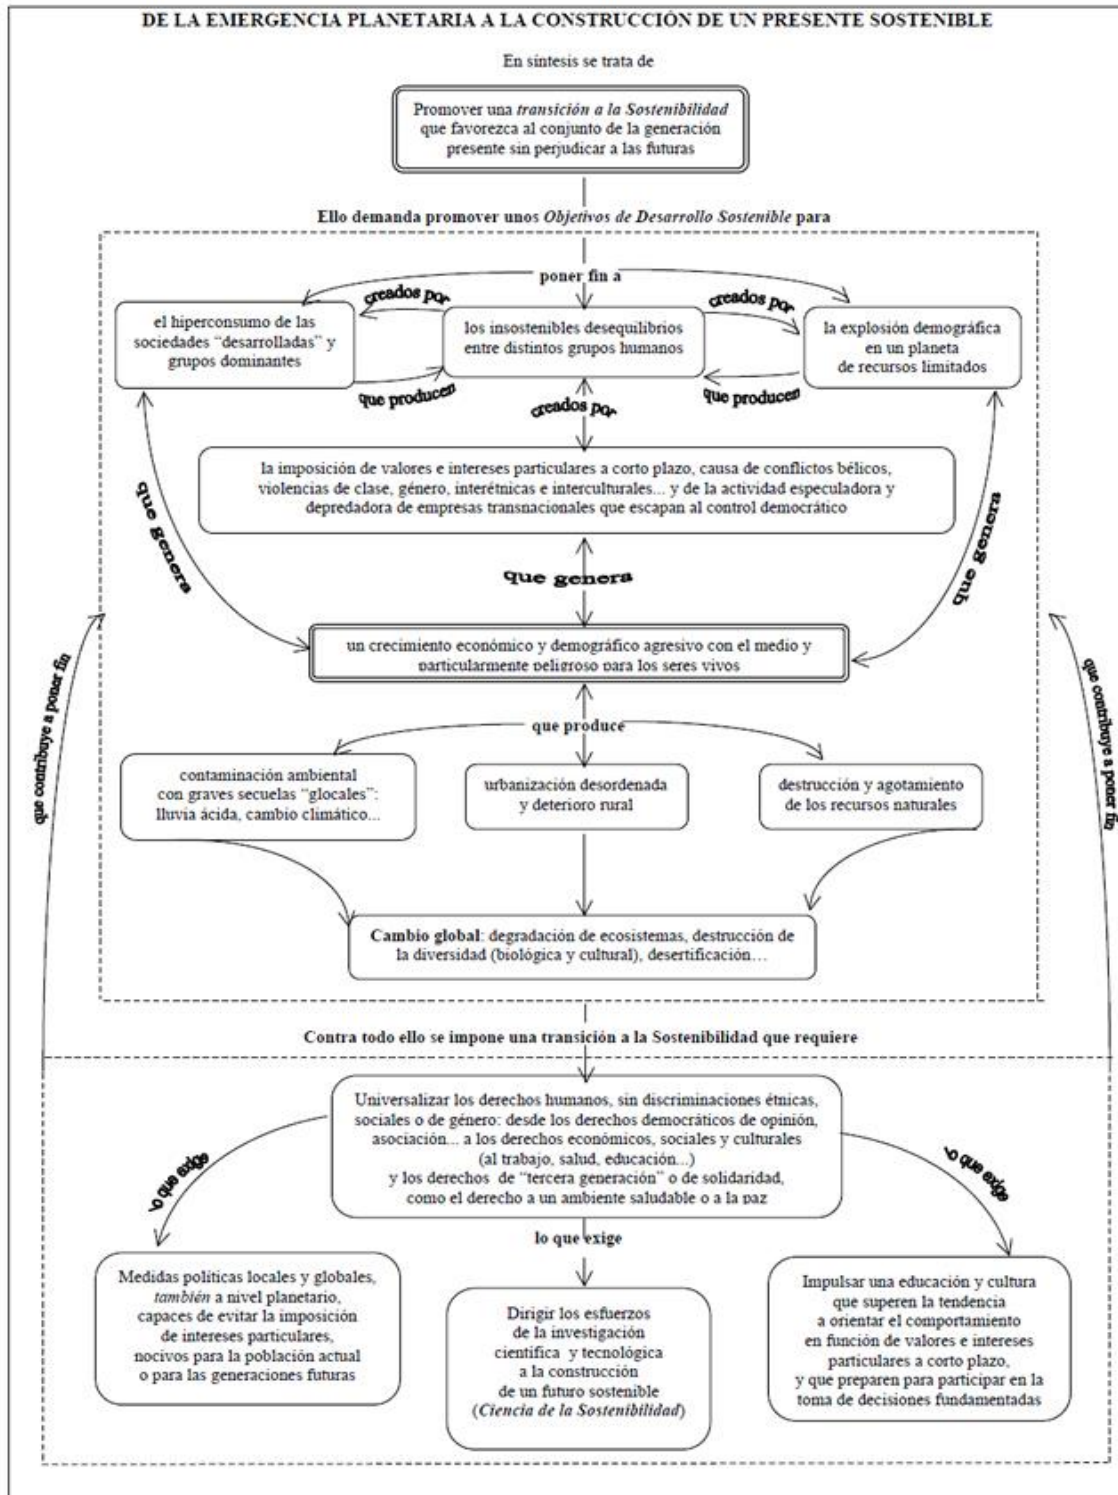 DE LA EMERGENCIA PLANETARIA A LA CONSTRUCCIÓN DE UN PRESENTE SOSTENIBLE
En síntesis se trata de
Promover una transición a la Sostenibilidad
que favorezca al conjunto de la generación
presente sin perjudicar a las futuras
Ello demanda promover unos Objetivos de Desarrollo Sostenible para
poner fin a
creados por
creados por
el hiperconsumo de las
sociedades “desarrolladas” y
grupos dominantes
los insostenibles desequilibrios
entre distintos grupos humanos
la explosión demográfica
en un planeta
de recursos limitados
que producen
que producen
creados por
la imposición de valores e intereses particulares a corto plazo, causa de conflictos bélicos,
violencias de clase, género, interétnicas e interculturales... y de la actividad especuladora y
depredadora de empresas transnacionales que escapan al control democrático
que genera
que genera
que genera
un crecimiento económico y demográfico agresivo con el medio y
particularmente peligroso para los seres vivos
que contribuye a poner fin
que contribuye a poner fin
que produce
contaminación ambiental
con graves secuelas “glocales”:
lluvia ácida, cambio climático...
urbanización desordenada
y deterioro rural
destrucción y agotamiento
de los recursos naturales
Cambio global: degradación de ecosistemas, destrucción de
la diversidad (biológica y cultural), desertificación…
Contra todo ello se impone una transición a la Sostenibilidad que requiere
Universalizar los derechos humanos, sin discriminaciones étnicas,
sociales o de género: desde los derechos democráticos de opinión,
asociación... a los derechos económicos, sociales y culturales
(al trabajo, salud, educación...)
y los derechos de “tercera generación” o de solidaridad,
como el derecho a un ambiente saludable o a la paz
lo que exige
lo que exige
lo que exige
Medidas políticas locales y globales,
también a nivel planetario,
capaces de evitar la imposición
de intereses particulares,
nocivos para la población actual
o para las generaciones futuras
Dirigir los esfuerzos
de la investigación
científica y tecnológica
a la construcción
de un futuro sostenible
(Ciencia de la Sostenibilidad)
Impulsar una educación y cultura
que superen la tendencia
a orientar el comportamiento
en función de valores e intereses
particulares a corto plazo,
y que preparen para participar en la
toma de decisiones fundamentadas